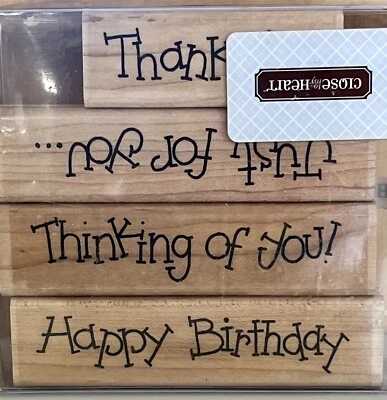 Thank
CLOSE to my HEART
Just for you...
Thinking of you!
Happy Birthday